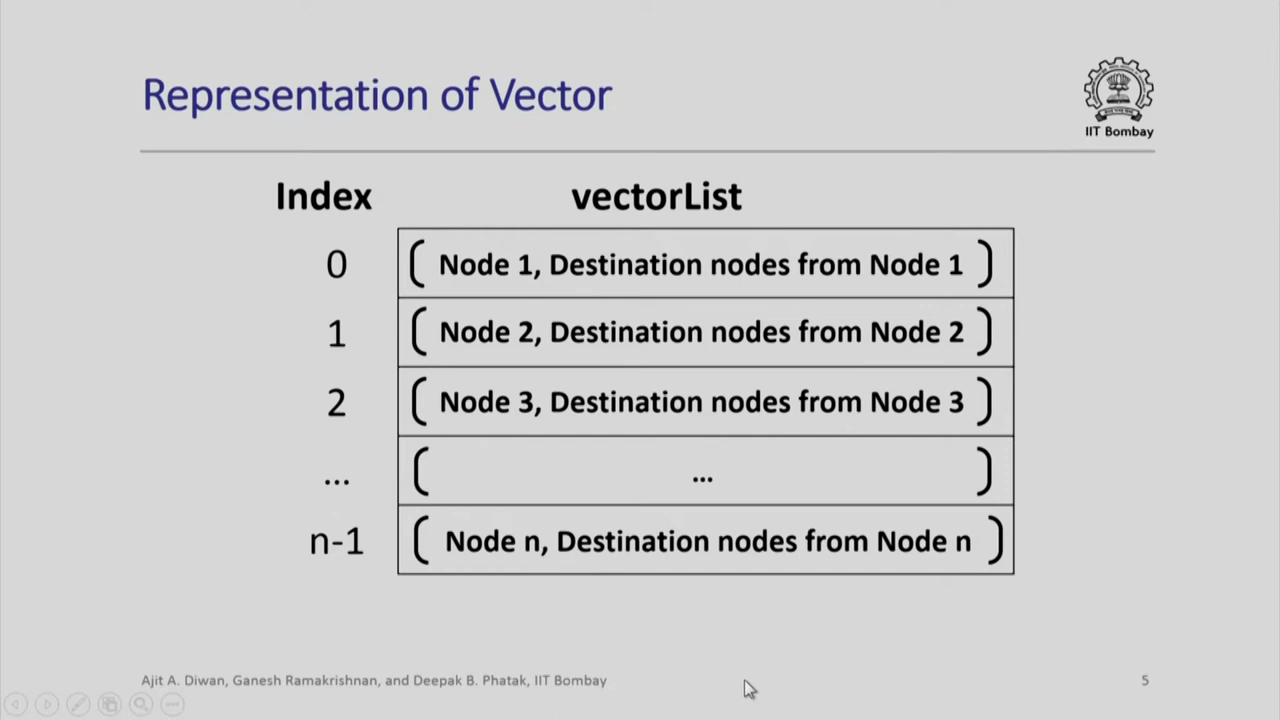 Representation of Vector
IIT Bombay
Index vectorList
0 ( Node 1, Destination nodes from Node 1 )
1 ( Node 2, Destination nodes from Node 2 )
2 ( Node 3, Destination nodes from Node 3 )
... ( ... )
n-1 ( Node n, Destination nodes from Node n )
Ajit A. Diwan, Ganesh Ramakrishnan, and Deepak B. Phatak, IIT Bombay 5